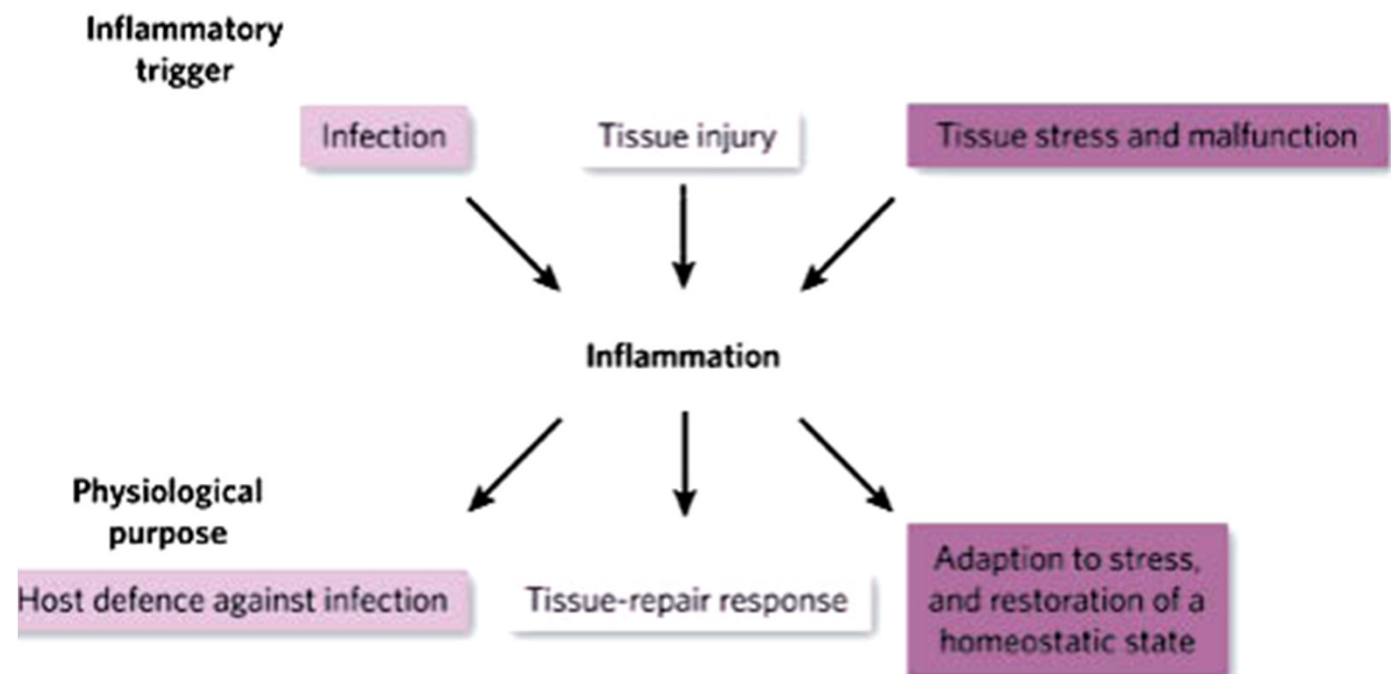 Inflammatory
trigger
Infection
Tissue injury
Tissue stress and malfunction
Inflammation
Physiological
purpose
Host defence against infection
Tissue-repair response
Adaption to stress,
and restoration of a
homeostatic state